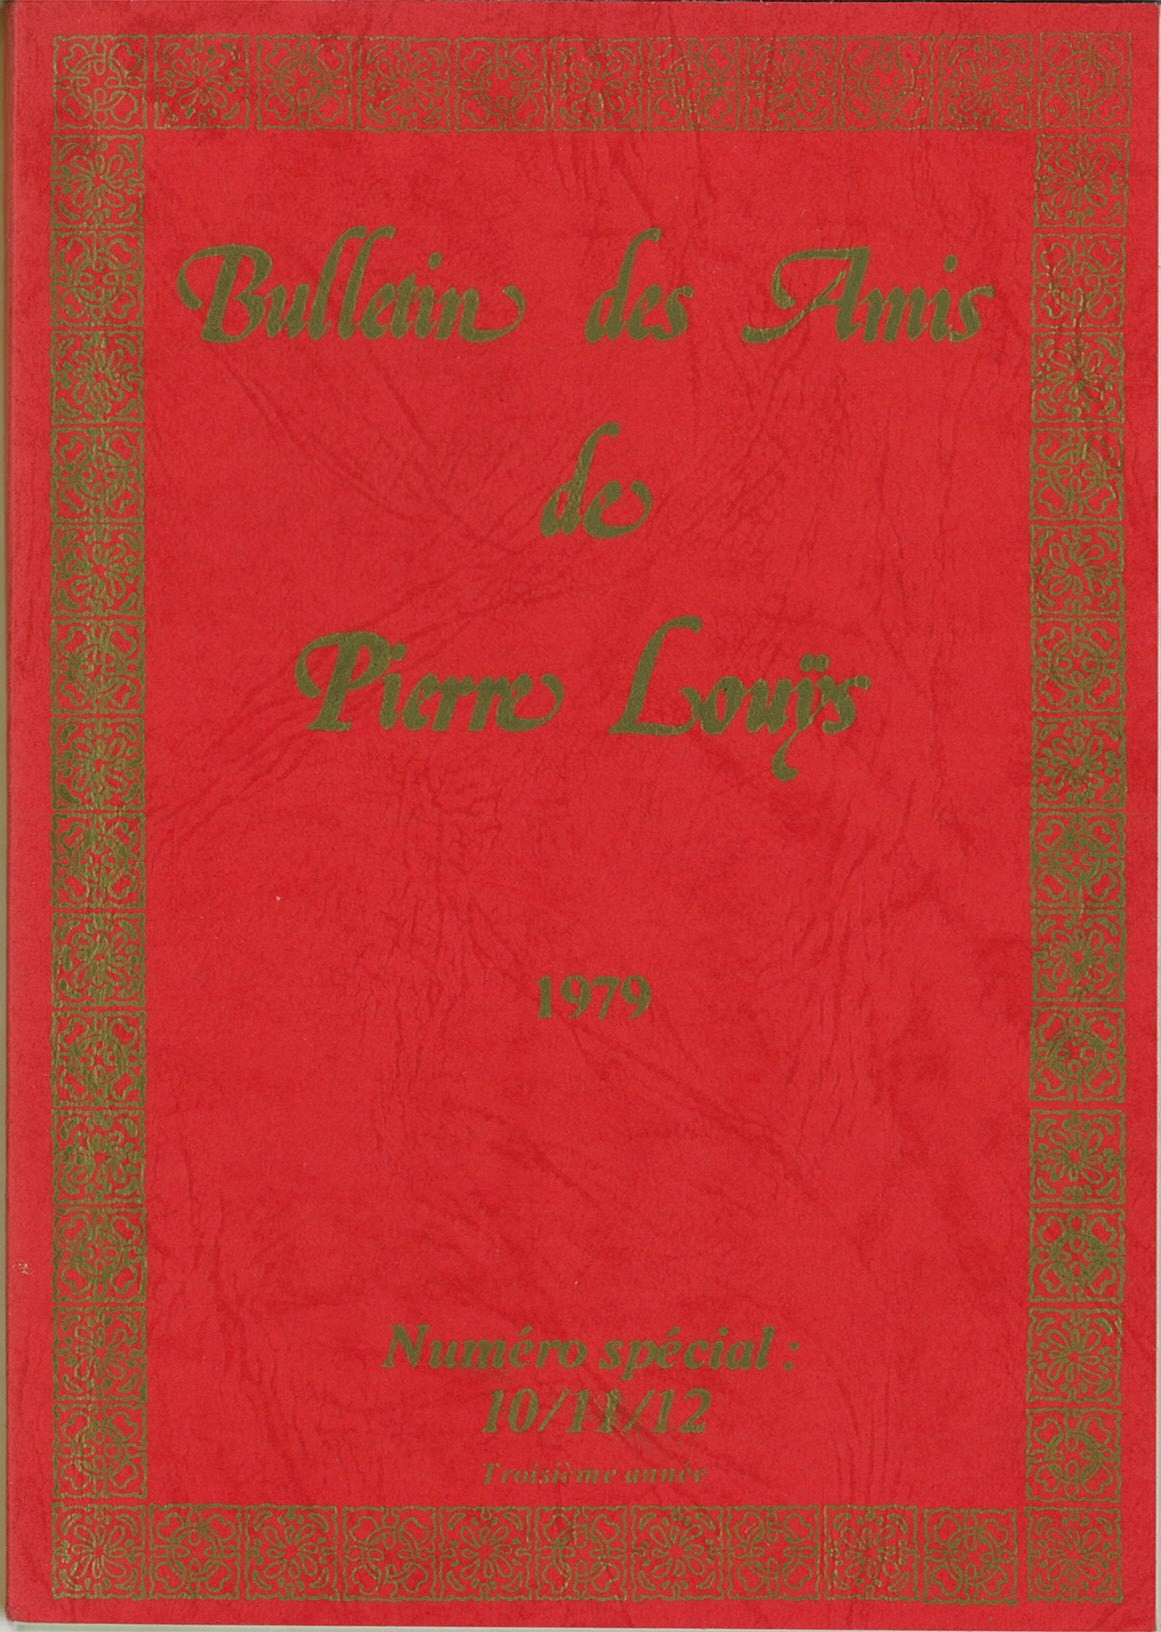 Bulletin des Amis
de
Pierre Louÿs
1979
Numéro spécial :
10/11/12
Troisième année